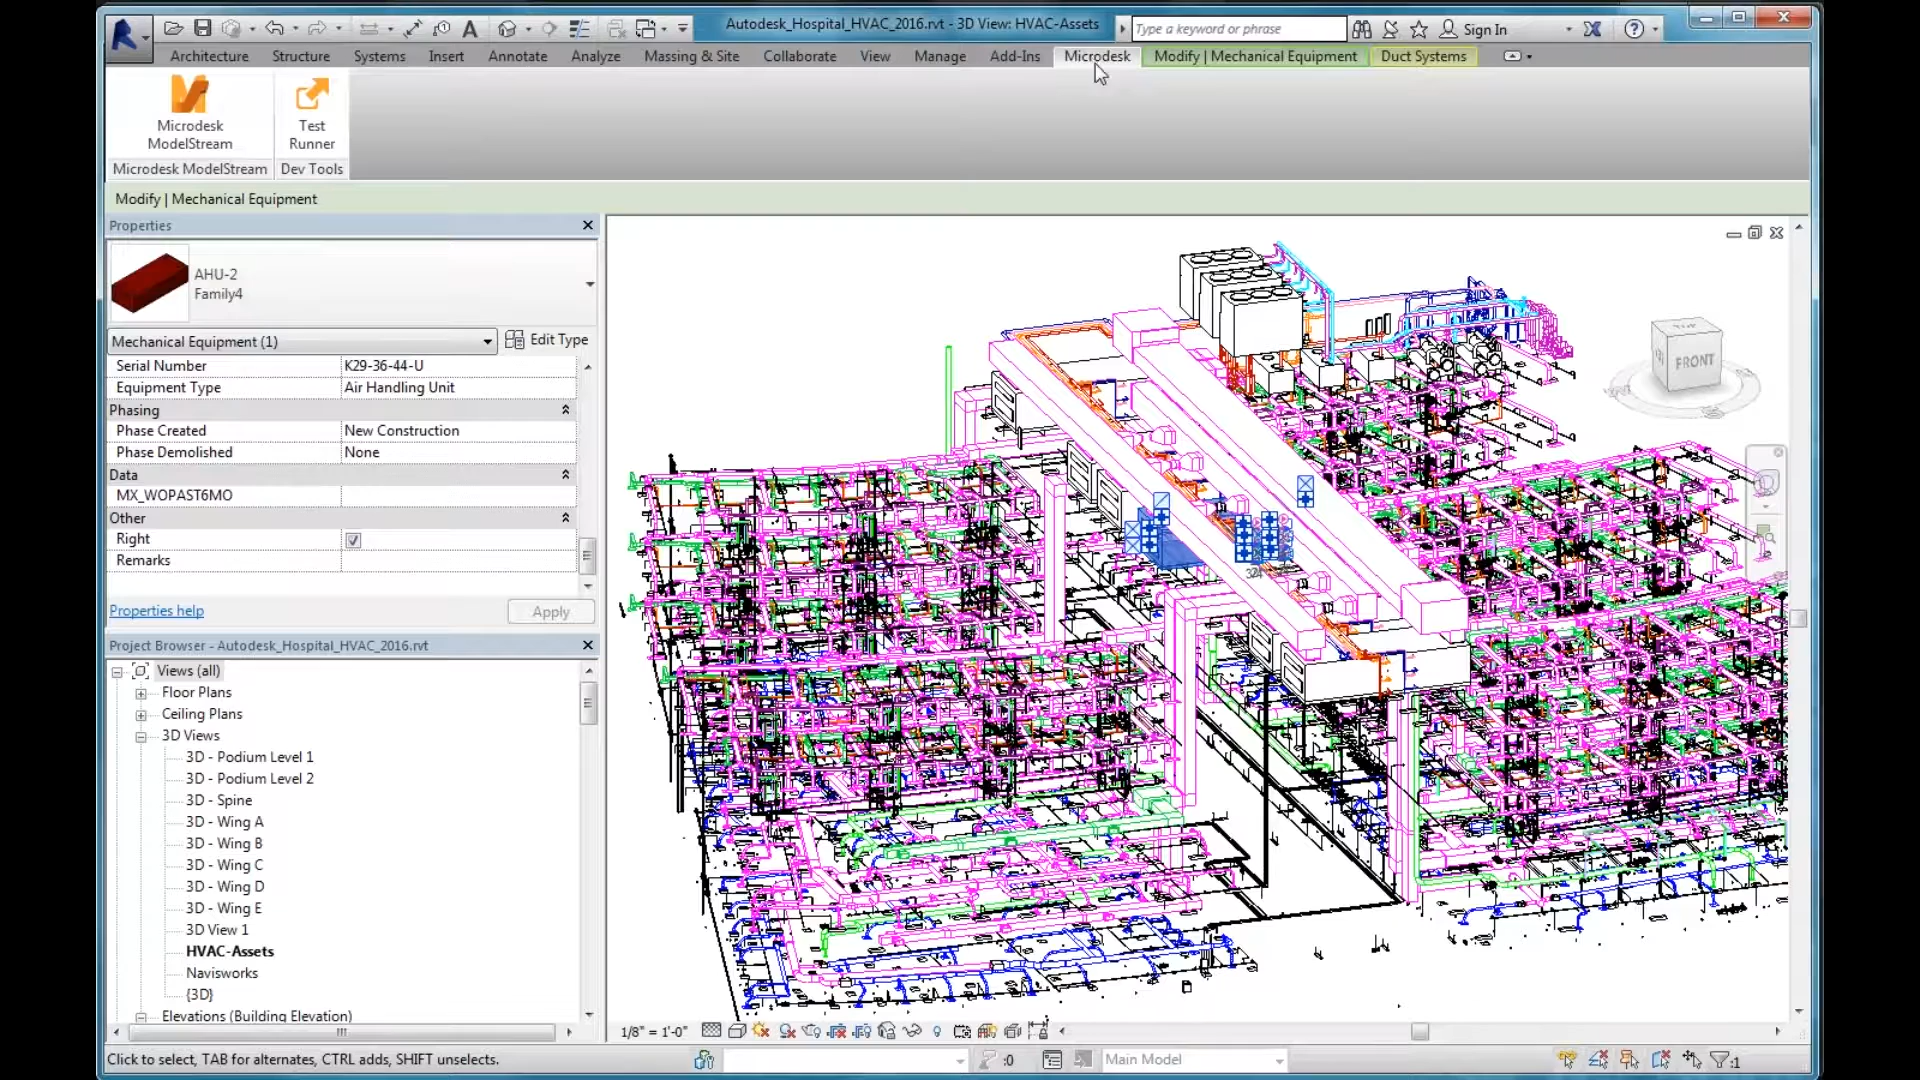 Autodesk_Hospital_HVAC_2016.rvt - 3D View: HVAC-Assets
Type a keyword or phrase
Sign In
Architecture
Structure
Systems
Insert
Annotate
Analyze
Massing & Site
Collaborate
View
Manage
Add-Ins
Microdesk
Modify | Mechanical Equipment
Duct Systems
Microdesk
ModelStream
Test
Runner
Microdesk ModelStream
Dev Tools
Modify | Mechanical Equipment
Properties
AHU-2
Family4
Mechanical Equipment (1)
Edit Type
Serial Number K29-36-44-U
Equipment Type Air Handling Unit
Phasing
Phase Created New Construction
Phase Demolished None
Data
MX_WOPAST6MO
Other
Right
Remarks
Properties help
Apply
Project Browser - Autodesk_Hospital_HVAC_2016.rvt
Views (all)
Floor Plans
Ceiling Plans
3D Views
3D - Podium Level 1
3D - Podium Level 2
3D - Spine
3D - Wing A
3D - Wing B
3D - Wing C
3D - Wing D
3D - Wing E
3D View 1
HVAC-Assets
Navisworks
{3D}
Elevations (Building Elevation)
TOP
FRONT
1/8" = 1'-0"
Click to select, TAB for alternates, CTRL adds, SHIFT unselects.
:0
Main Model
:1